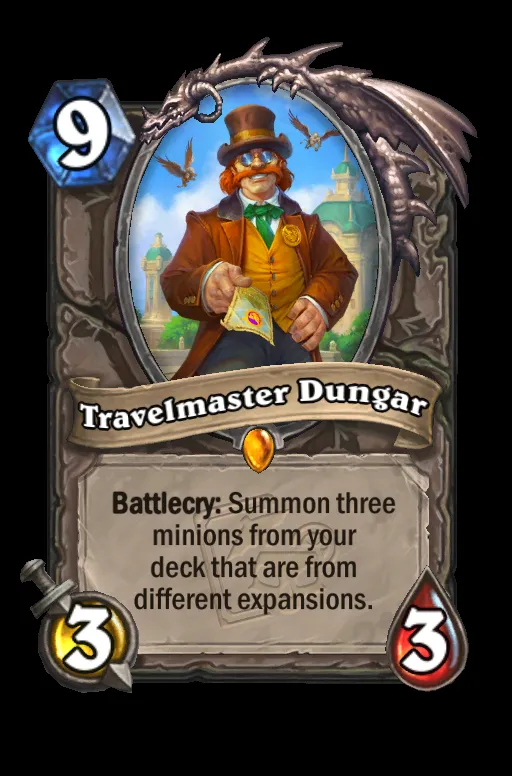 9
Travelmaster Dungar
Battlecry: Summon three
minions from your
deck that are from
different expansions.
3
3